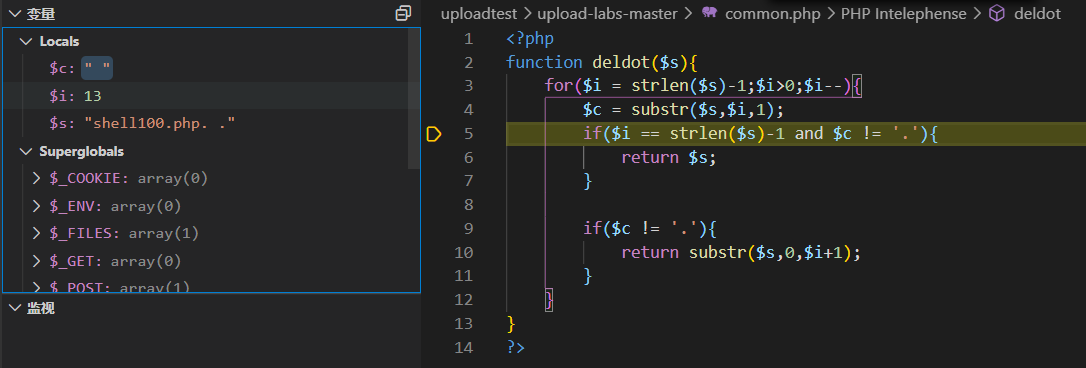 变量
Locals
$c: " "
$i: 13
$s: "shell100.php. ."
Superglobals
$_COOKIE: array(0)
$_ENV: array(0)
$_FILES: array(1)
$_GET: array(0)
$_POST: array(1)
监视
uploadtest > upload-labs-master > common.php > PHP Intelephense > deldot
1 <?php
2 function deldot($s){
3 for($i = strlen($s)-1;$i>0;$i--){
4 $c = substr($s,$i,1);
5 if($i == strlen($s)-1 and $c != '.'){
6 return $s;
7 }
8
9 if($c != '.'){
10 return substr($s,0,$i+1);
11 }
12 }
13 }
14 ?>